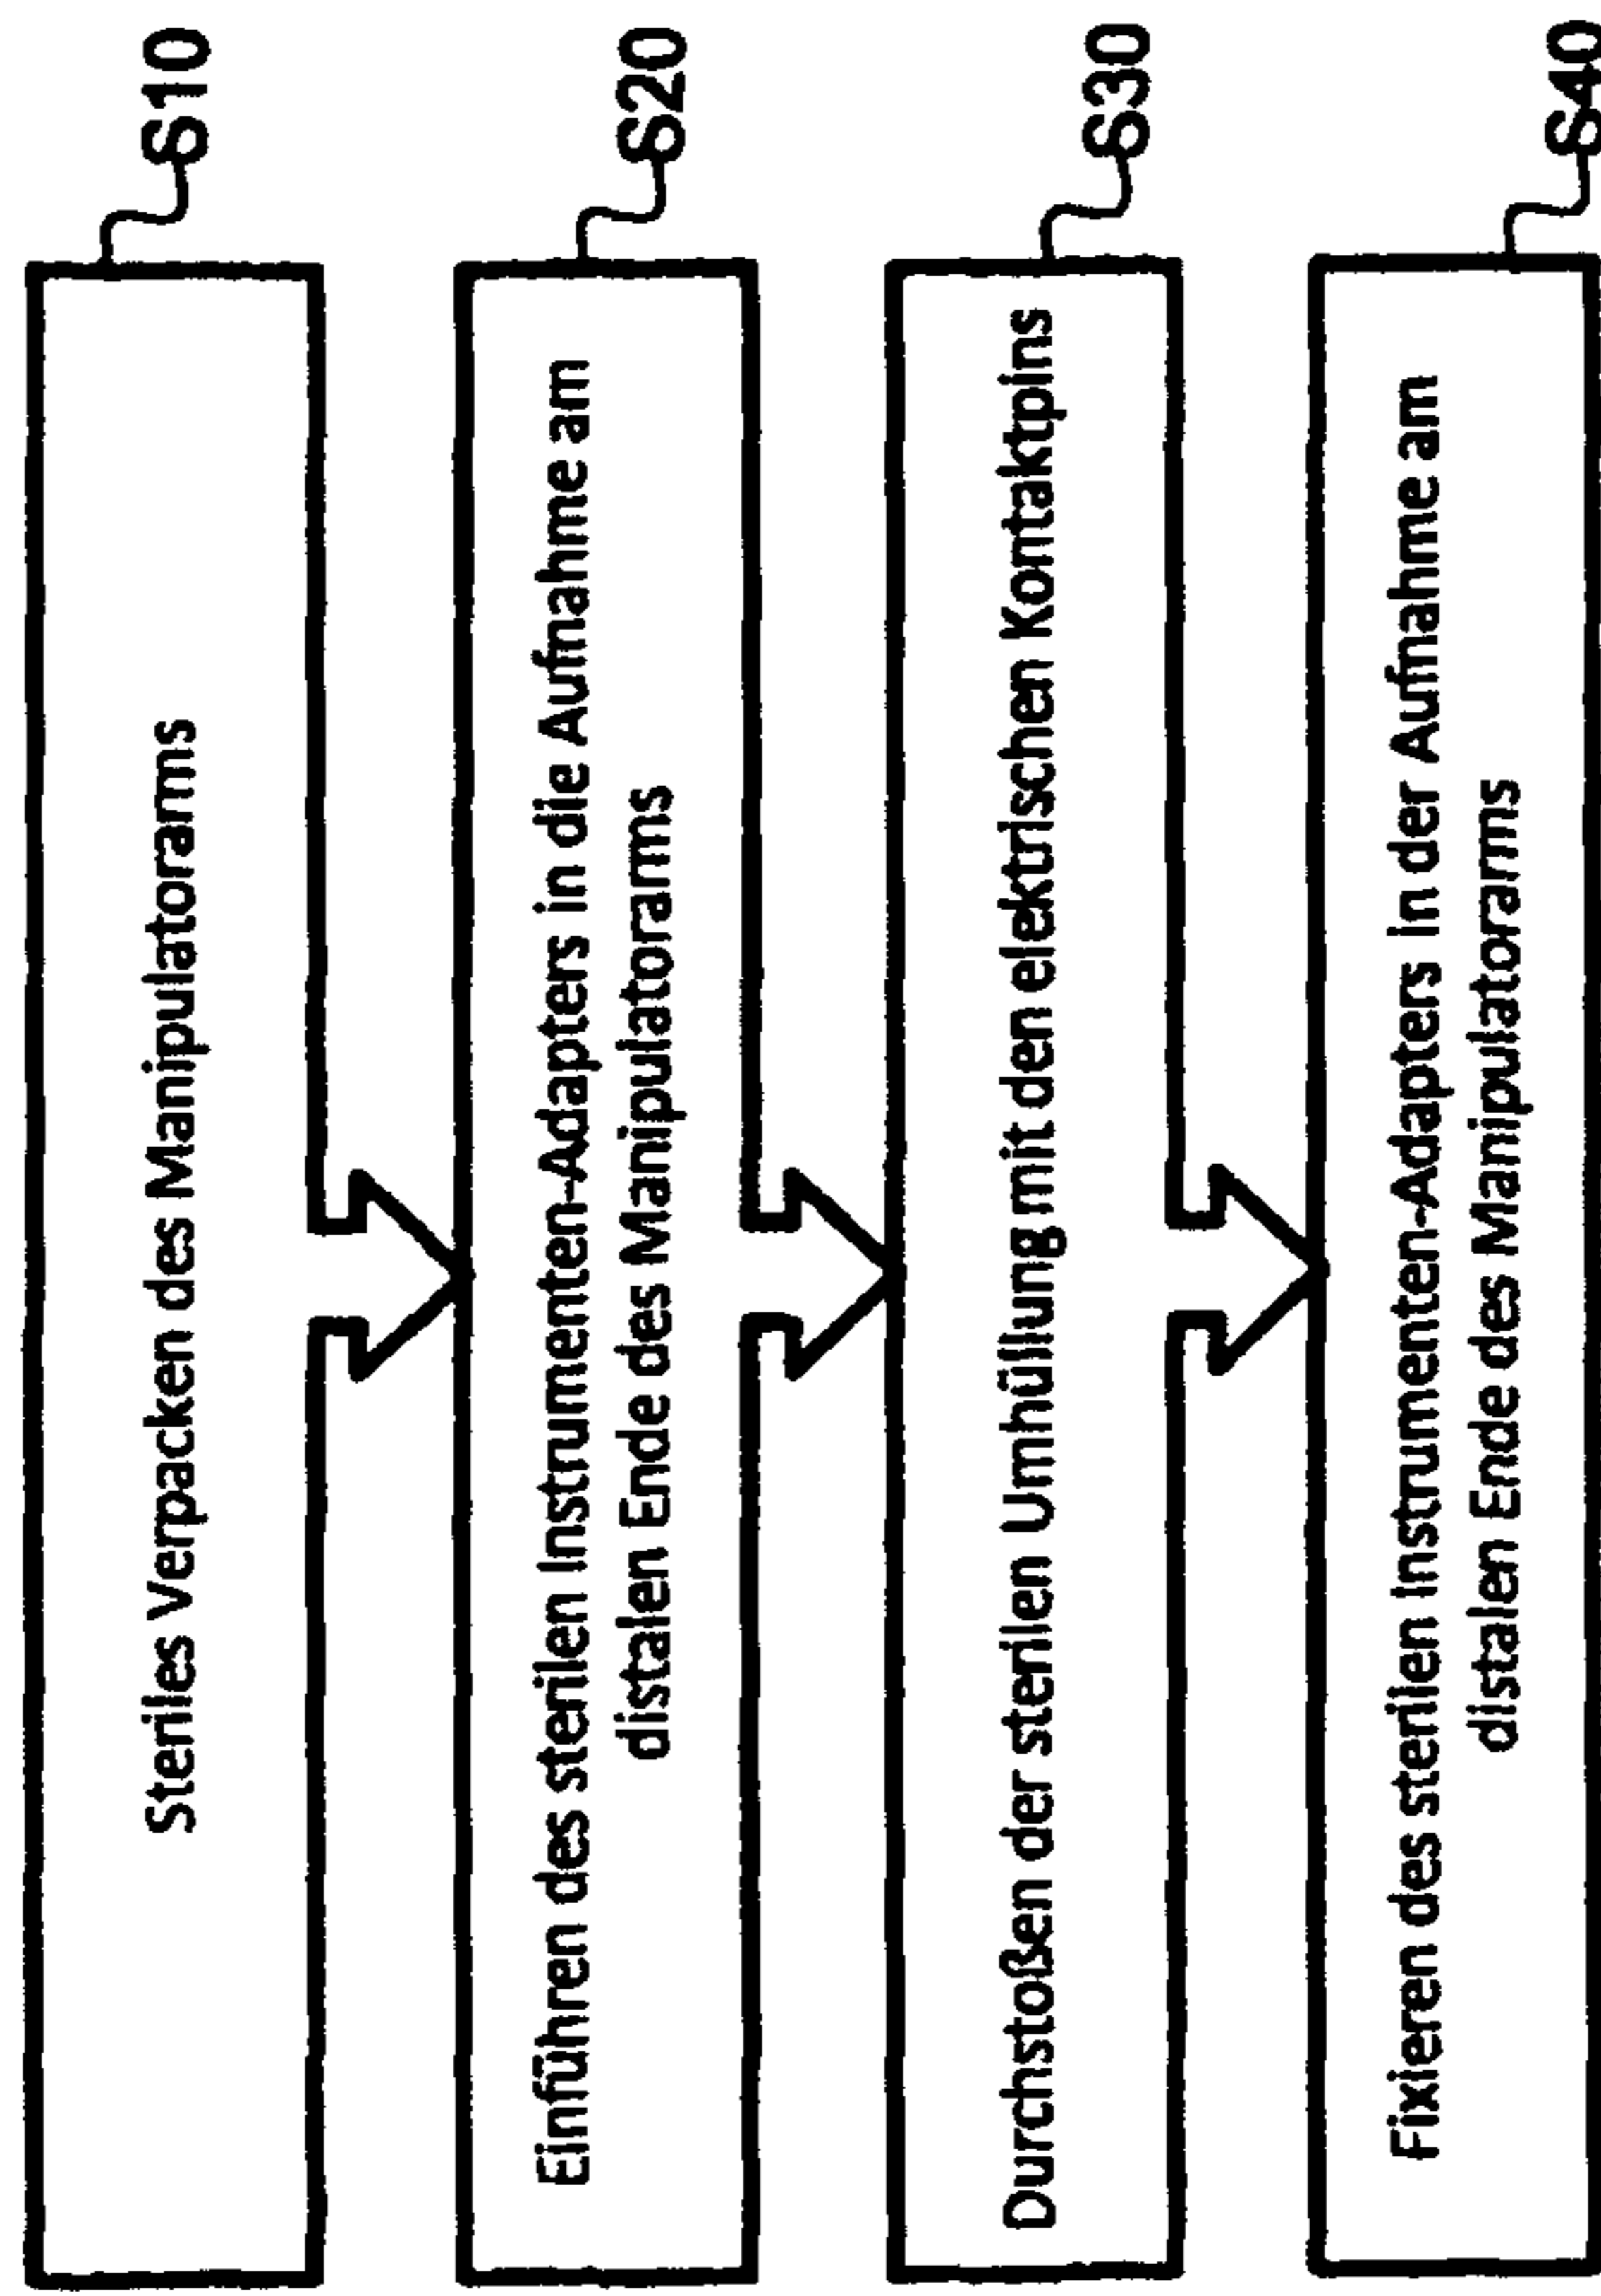 Steriles Verpacken des Manipulatorarms
S10
Einführen des sterilen Instrumenten-Adapters in die Aufnahme am
distalen Ende des Manipulatorarms
S20
Durchstoßen der sterilen Umhüllung mit den elektrischen Kontaktpins
S30
Fixieren des sterilen Instrumenten-Adapters in der Aufnahme am
distalen Ende des Manipulatorarms
S40